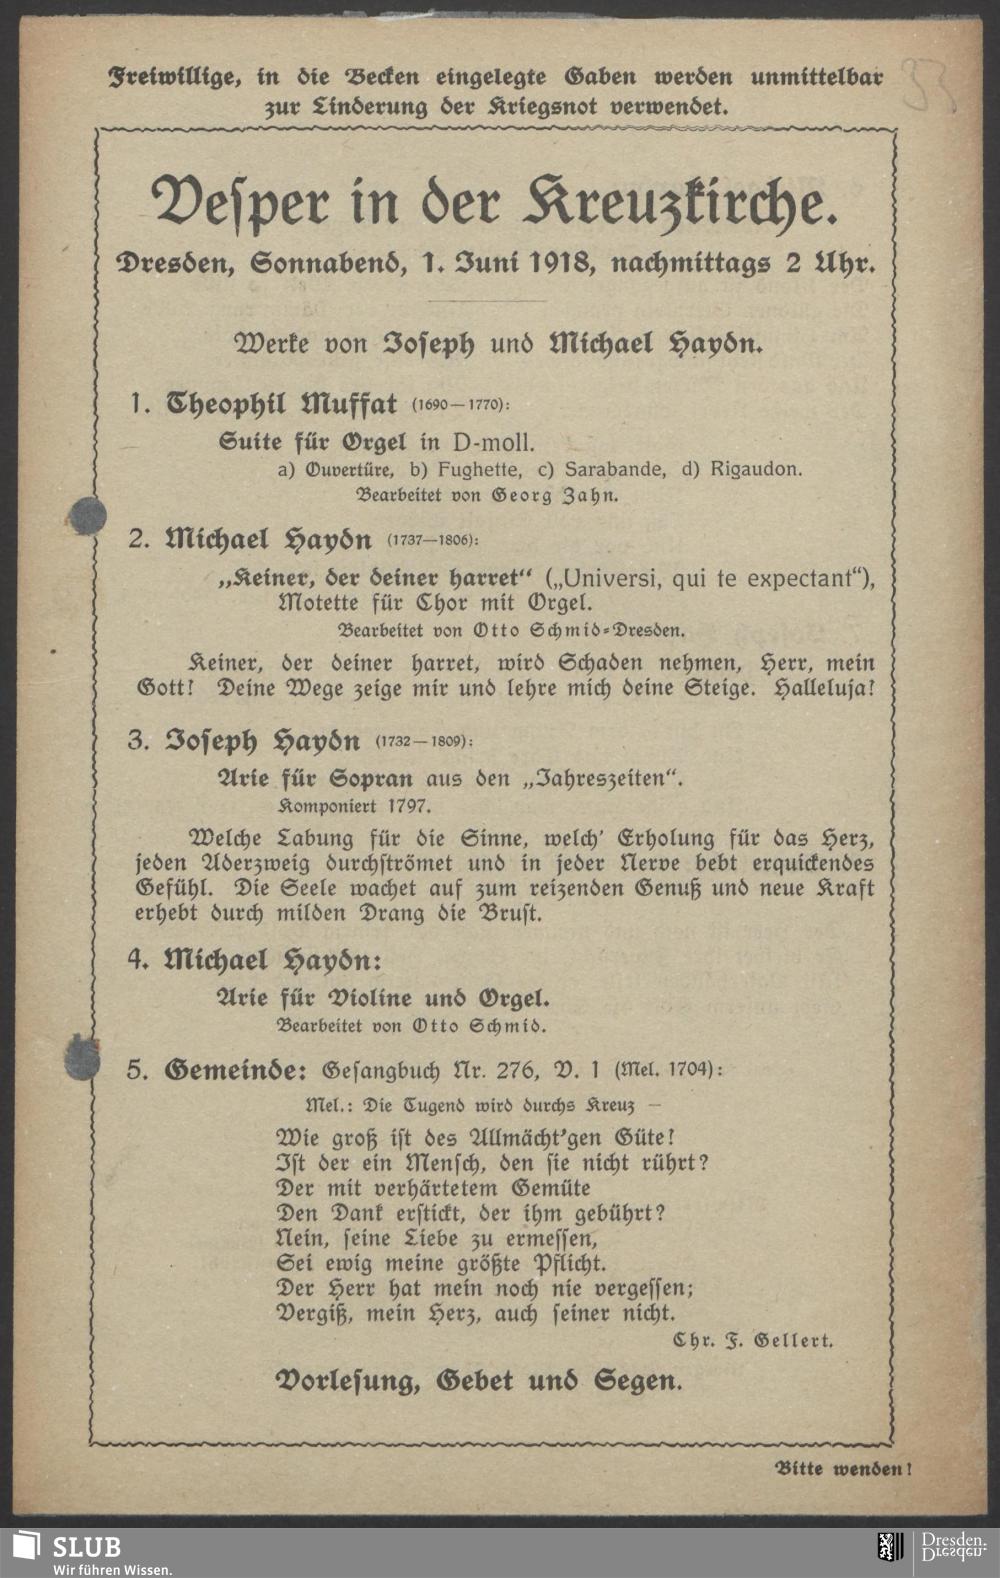 Freiwillige, in die Becken eingelegte Gaben werden unmittelbar
zur Linderung der Kriegsnot verwendet.
33
Vesper in der Kreuzkirche.
Dresden, Sonnabend, 1. Juni 1918, nachmittags 2 Uhr.
Werke von Joseph und Michael Haydn.
1. Theophil Muffat (1690—1770):
Suite für Orgel in D-moll.
a) Ouvertüre, b) Fughette, c) Sarabande, d) Rigaudon.
Bearbeitet von Georg Zahn.
2. Michael Haydn (1737—1806):
„Keiner, der deiner harret“ („Universi, qui te expectant“),
Motette für Chor mit Orgel.
Bearbeitet von Otto Schmid-Dresden.
Keiner, der deiner harret, wird Schaden nehmen, Herr, mein
Gott! Deine Wege zeige mir und lehre mich deine Steige. Halleluja!
3. Joseph Haydn (1732—1809):
Arie für Sopran aus den „Jahreszeiten“.
Komponiert 1797.
Welche Labung für die Sinne, welch' Erholung für das Herz,
jeden Aderzweig durchströmet und in jeder Nerve bebt erquickendes
Gefühl. Die Seele wachet auf zum reizenden Genuß und neue Kraft
erhebt durch milden Drang die Brust.
4. Michael Haydn:
Arie für Violine und Orgel.
Bearbeitet von Otto Schmid.
5. Gemeinde: Gesangbuch Nr. 276, V. 1 (Mel. 1704):
Mel.: Die Tugend wird durchs Kreuz —
Wie groß ist des Allmächt'gen Güte!
Ist der ein Mensch, den sie nicht rührt?
Der mit verhärtetem Gemüte
Den Dank erstickt, der ihm gebührt?
Nein, seine Liebe zu ermessen,
Sei ewig meine größte Pflicht.
Der Herr hat mein noch nie vergessen;
Vergiß, mein Herz, auch seiner nicht.
Chr. F. Gellert.
Vorlesung, Gebet und Segen.
Bitte wenden!
SLUB
Wir führen Wissen.
Dresden.
Dresden.